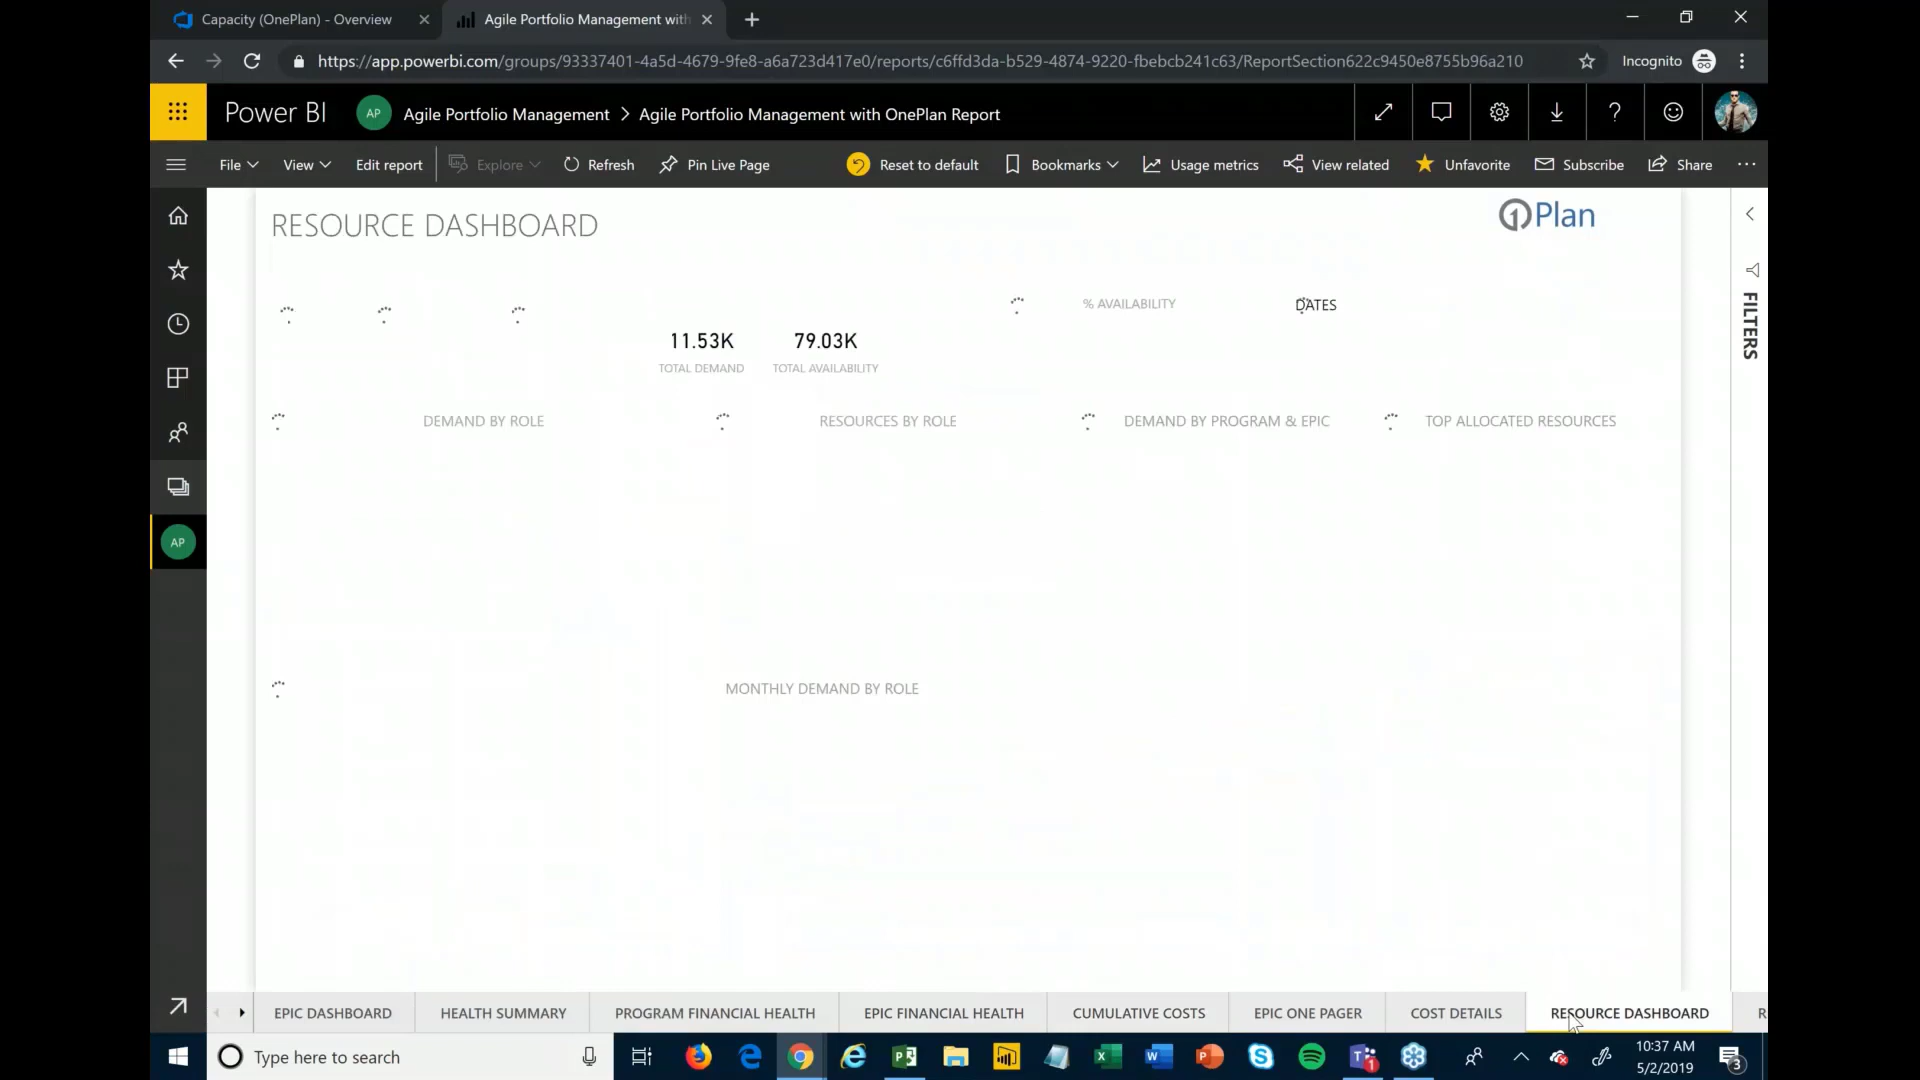 Capacity (OnePlan) - Overview
Agile Portfolio Management with
https://app.powerbi.com/groups/93337401-4a5d-4679-9fe8-a6a723d417e0/reports/c6ffd3da-b529-4874-9220-fbebcb241c63/ReportSection622c9450e8755b96a210
Incognito
Power BI
AP
Agile Portfolio Management > Agile Portfolio Management with OnePlan Report
File
View
Edit report
Explore
Refresh
Pin Live Page
Reset to default
Bookmarks
Usage metrics
View related
Unfavorite
Subscribe
Share
RESOURCE DASHBOARD
1Plan
% AVAILABILITY
DATES
FILTERS
11.53K
79.03K
TOTAL DEMAND
TOTAL AVAILABILITY
DEMAND BY ROLE
RESOURCES BY ROLE
DEMAND BY PROGRAM & EPIC
TOP ALLOCATED RESOURCES
AP
MONTHLY DEMAND BY ROLE
EPIC DASHBOARD
HEALTH SUMMARY
PROGRAM FINANCIAL HEALTH
EPIC FINANCIAL HEALTH
CUMULATIVE COSTS
EPIC ONE PAGER
COST DETAILS
RESOURCE DASHBOARD
R
Type here to search
10:37 AM
5/2/2019
3